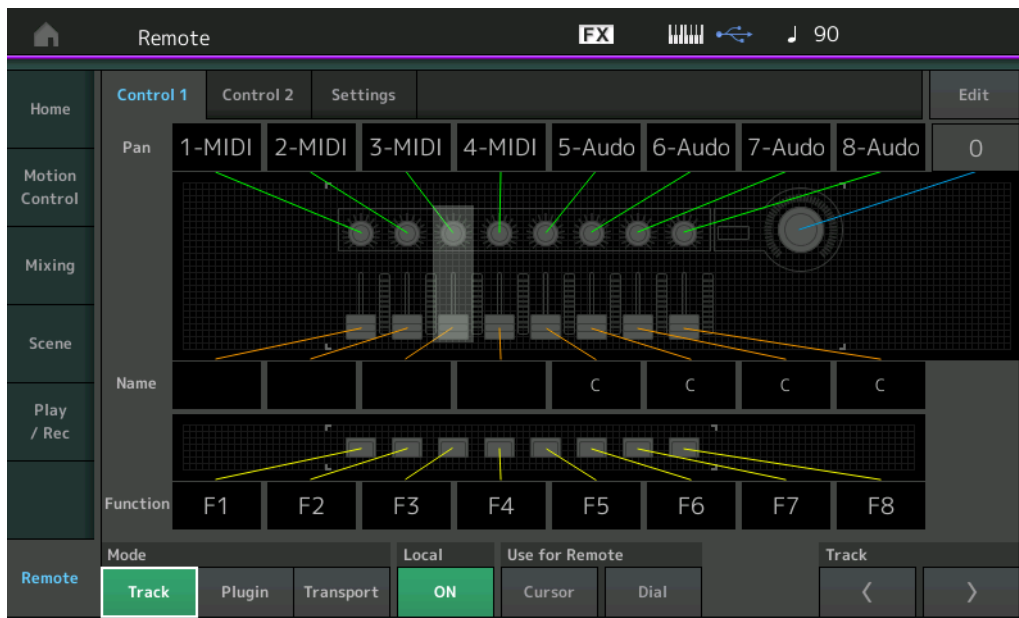 Remote FX 90
Home
Motion
Control
Mixing
Scene
Play
/ Rec
Remote
Control 1 Control 2 Settings Edit
Pan 1-MIDI 2-MIDI 3-MIDI 4-MIDI 5-Audo 6-Audo 7-Audo 8-Audo 0
Name C C C C
Function F1 F2 F3 F4 F5 F6 F7 F8
Mode Local Use for Remote Track
Track Plugin Transport ON Cursor Dial < >